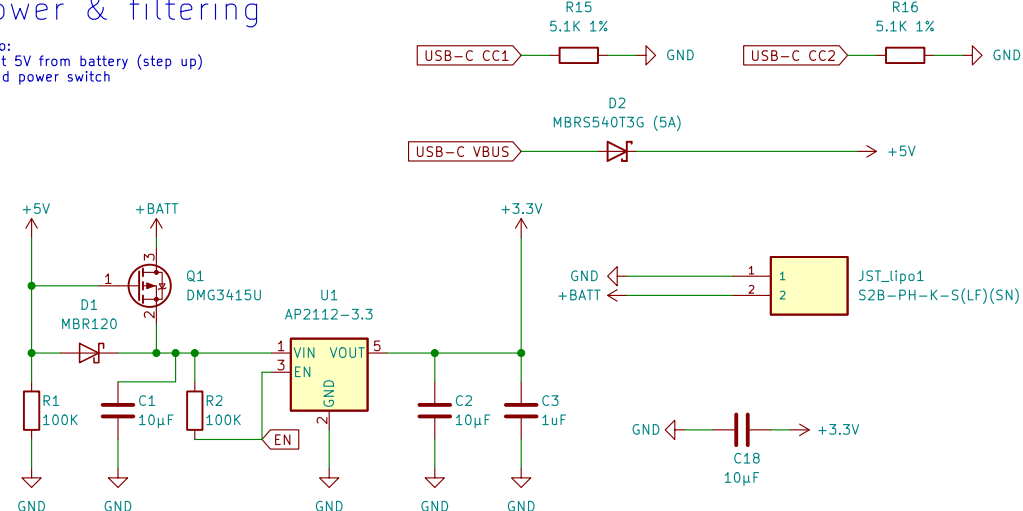 ower & filtering
o:
t 5V from battery (step up)
d power switch
R15
5.1K 1%
USB-C CC1
GND
R16
5.1K 1%
USB-C CC2
GND
D2
MBRS540T3G (5A)
USB-C VBUS
+5V
+5V
+BATT
+3.3V
3
1
2
Q1
DMG3415U
D1
MBR120
U1
AP2112-3.3
1
VIN
VOUT
5
3
EN
GND
2
GND
+BATT
1
2
1
2
JST_lipo1
S2B-PH-K-S(LF)(SN)
R1
100K
C1
10µF
R2
100K
EN
C2
10µF
C3
1uF
GND
C18
10µF
+3.3V
GND
GND
GND
GND
GND